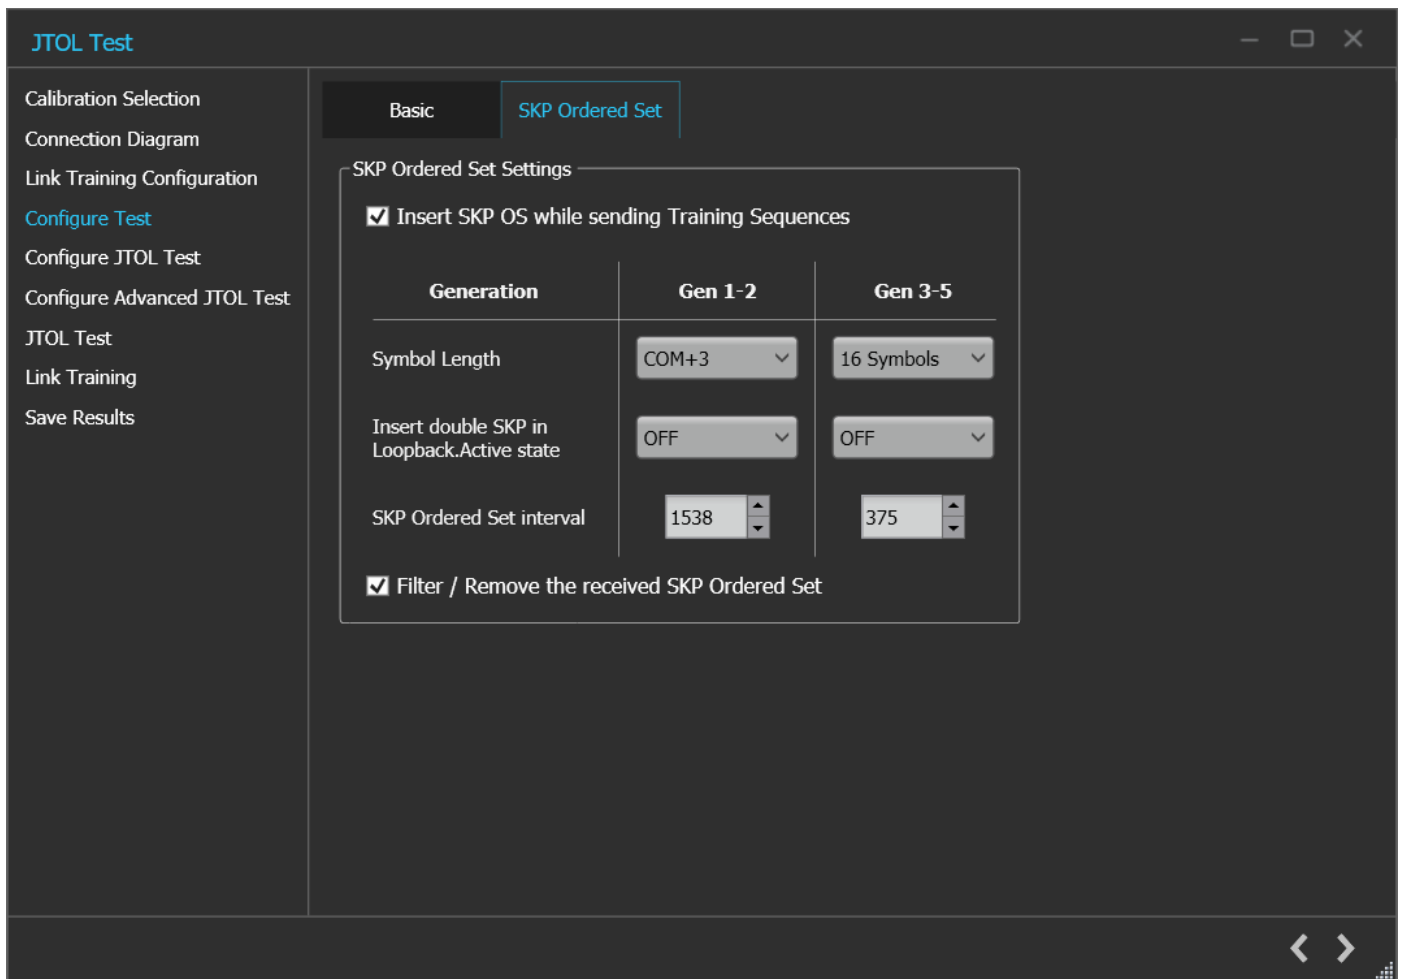 JTOL Test
Calibration Selection
Connection Diagram
Link Training Configuration
Configure Test
Configure JTOL Test
Configure Advanced JTOL Test
JTOL Test
Link Training
Save Results
Basic
SKP Ordered Set
SKP Ordered Set Settings
Insert SKP OS while sending Training Sequences
Generation Gen 1-2 Gen 3-5
Symbol Length COM+3 16 Symbols
Insert double SKP in
Loopback.Active state
OFF OFF
SKP Ordered Set interval 1538 375
Filter / Remove the received SKP Ordered Set